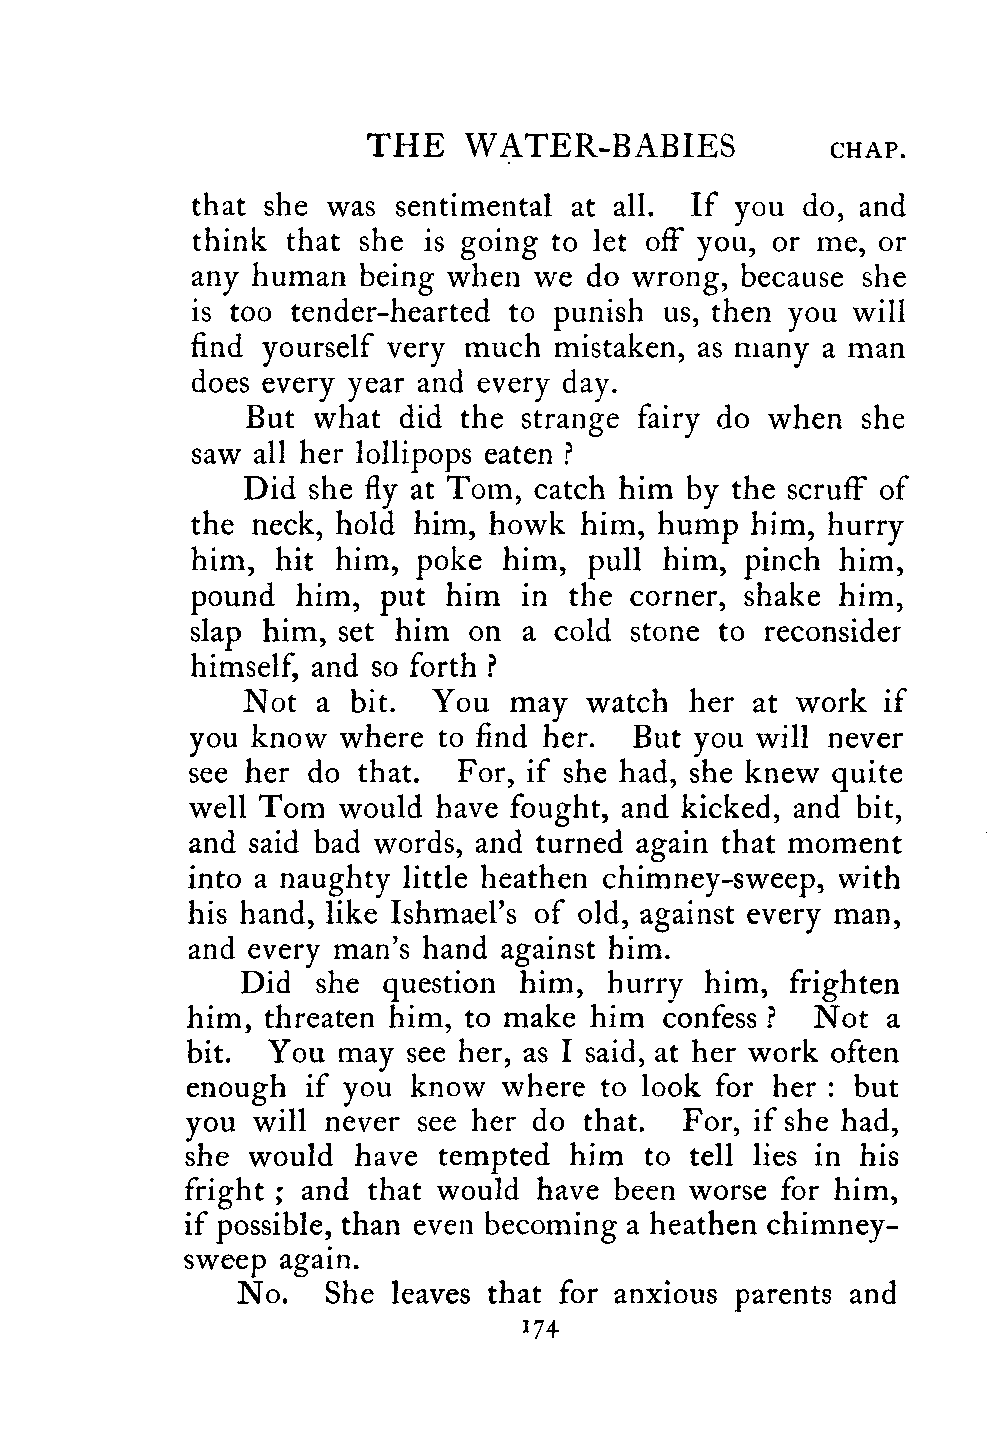 THE WATER-BABIES CHAP.
that she was sentimental at all. If you do, and
think that she is going to let off you, or me, or
any human being when we do wrong, because she
is too tender-hearted to punish us, then you will
find yourself very much mistaken, as many a man
does every year and every day.
But what did the strange fairy do when she
saw all her lollipops eaten ?
Did she fly at Tom, catch him by the scruff of
the neck, hold him, howk him, hump him, hurry
him, hit him, poke him, pull him, pinch him,
pound him, put him in the corner, shake him,
slap him, set him on a cold stone to reconsider
himself, and so forth ?
Not a bit. You may watch her at work if
you know where to find her. But you will never
see her do that. For, if she had, she knew quite
well Tom would have fought, and kicked, and bit,
and said bad words, and turned again that moment
into a naughty little heathen chimney-sweep, with
his hand, like Ishmael's of old, against every man,
and every man's hand against him.
Did she question him, hurry him, frighten
him, threaten him, to make him confess ? Not a
bit. You may see her, as I said, at her work often
enough if you know where to look for her : but
you will never see her do that. For, if she had,
she would have tempted him to tell lies in his
fright ; and that would have been worse for him,
if possible, than even becoming a heathen chimney-
sweep again.
No. She leaves that for anxious parents and
174